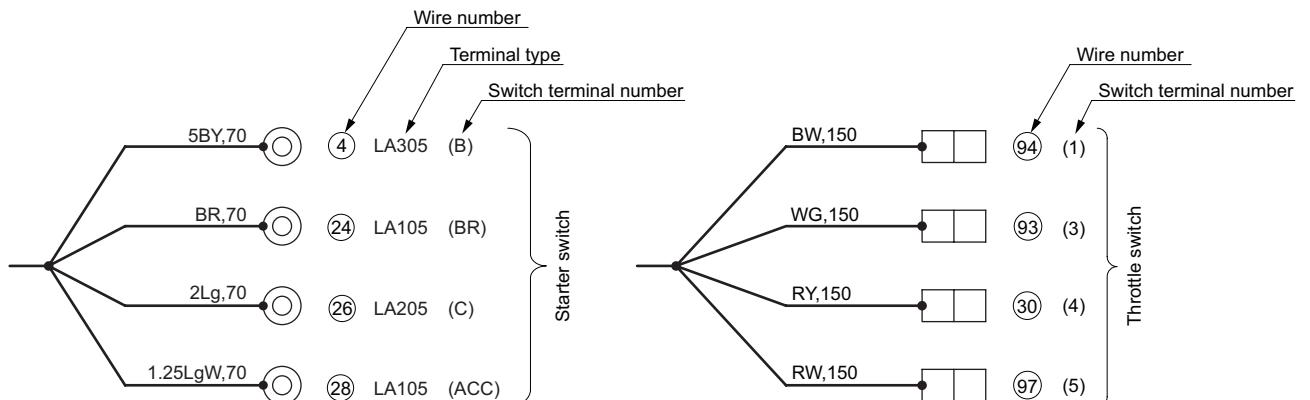 Wire number
Terminal type
Switch terminal number
5BY,70 4 LA305 (B)
BR,70 24 LA105 (BR)
2Lg,70 26 LA205 (C)
1.25LgW,70 28 LA105 (ACC)
Starter switch
Wire number
Switch terminal number
BW,150 94 (1)
WG,150 93 (3)
RY,150 30 (4)
RW,150 97 (5)
Throttle switch